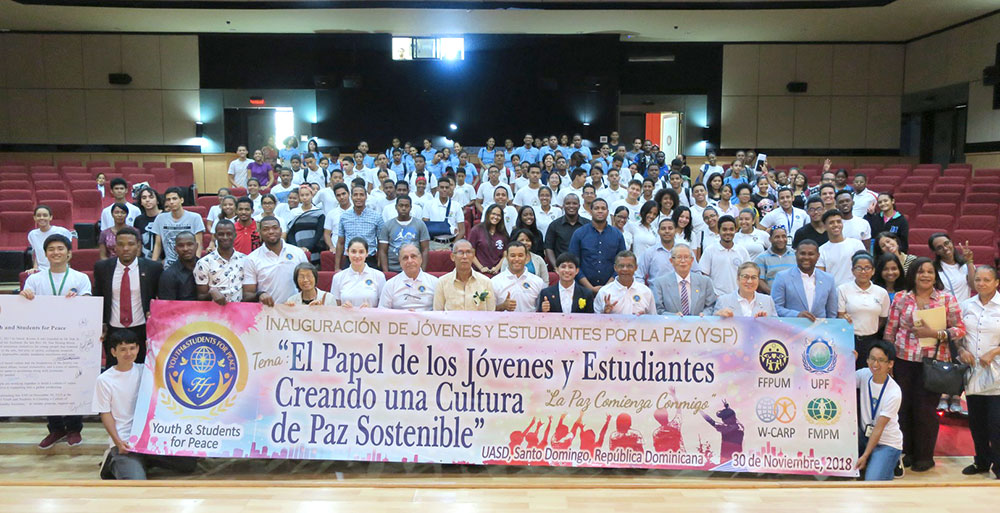 th and Students for Peace
INAUGURACIÓN DE JÓVENES Y ESTUDIANTES POR LA PAZ (YSP)
Tema: "El Papel de los Jóvenes y Estudiantes
Creando una Cultura
de Paz Sostenible"
"La Paz Comienza Conmigo"
UASD, Santo Domingo, República Dominicana
30 de Noviembre, 2018
YOUTH & STUDENTS FOR PEACE
Youth & Students
for Peace
FFPUM
UPF
W-CARP
FMPM